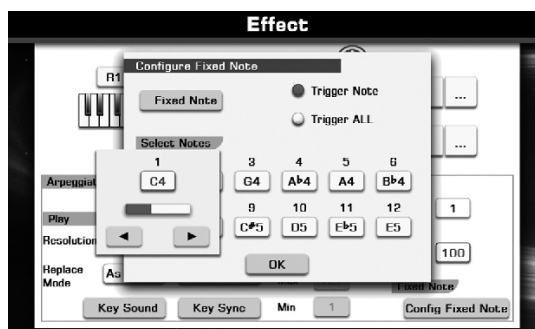 Effect
Configure Fixed Note
R1
Fixed Note
Trigger Note
...
Trigger ALL
Select Notes
...
1 3 4 5 6
C4 G4 A♭4 A4 B♭4
Arpeggiat
9 10 11 12 1
Play
C#5 D5 E♭5 E5
Resolution
OK 100
Replace
Mode As
Fixed Note
Key Sound Key Sync Min 1 Config Fixed Note